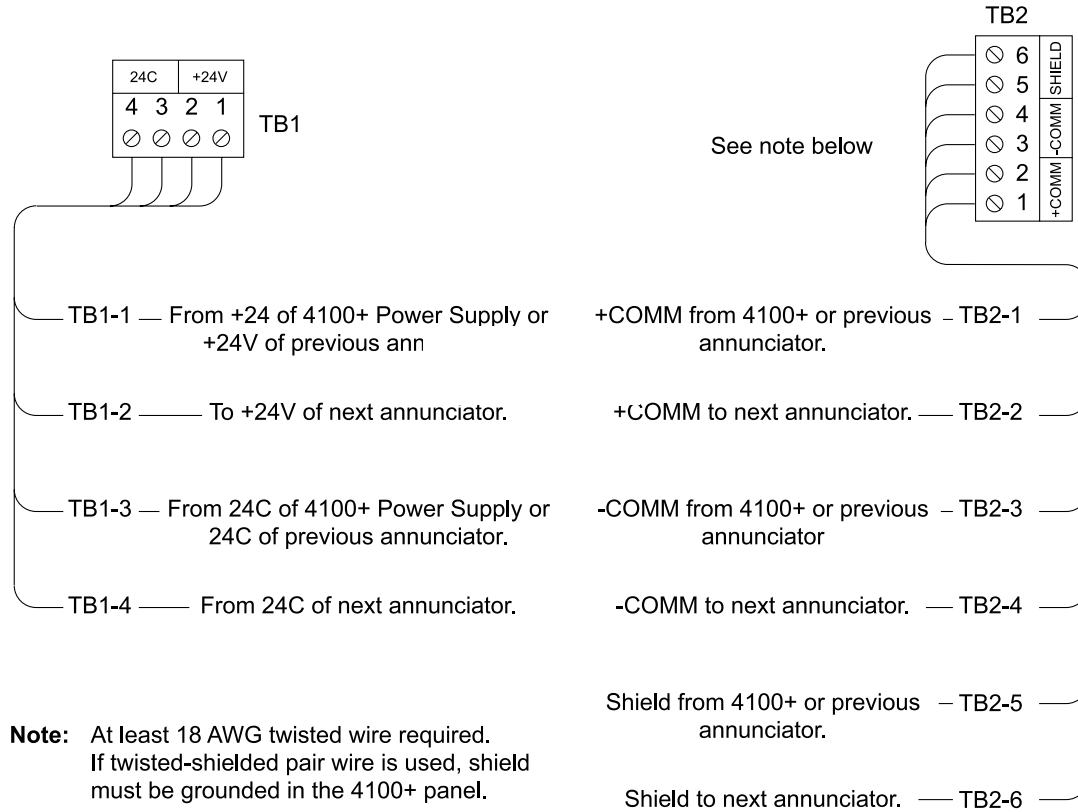 TB2
24C +24V
4 3 2 1
TB1
6
5
4
3
2
1
SHIELD
-COMM
+COMM
See note below
TB1-1 From +24 of 4100+ Power Supply or
+24V of previous ann
TB1-2 To +24V of next annunciator.
TB1-3 From 24C of 4100+ Power Supply or
24C of previous annunciator.
TB1-4 From 24C of next annunciator.
+COMM from 4100+ or previous TB2-1
annunciator.
+COMM to next annunciator. TB2-2
-COMM from 4100+ or previous TB2-3
annunciator
-COMM to next annunciator. TB2-4
Shield from 4100+ or previous TB2-5
annunciator.
Shield to next annunciator. TB2-6
Note: At least 18 AWG twisted wire required.
If twisted-shielded pair wire is used, shield
must be grounded in the 4100+ panel.